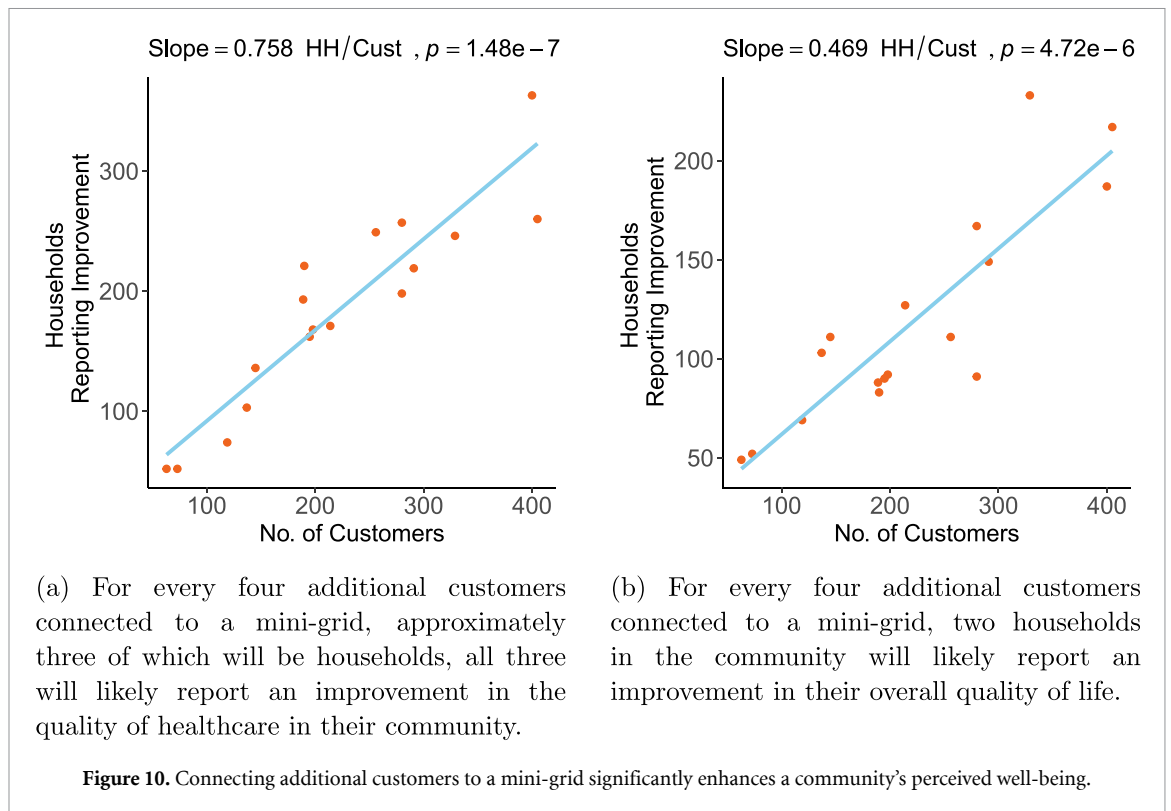 Slope = 0.758 HH/Cust , p = 1.48e − 7
Households
Reporting Improvement
300
200
100
100 200 300 400
No. of Customers
Slope = 0.469 HH/Cust , p = 4.72e − 6
Households
Reporting Improvement
200
150
100
50
100 200 300 400
No. of Customers
(a) For every four additional customers
connected to a mini-grid, approximately
three of which will be households, all three
will likely report an improvement in the
quality of healthcare in their community.
(b) For every four additional customers
connected to a mini-grid, two households
in the community will likely report an
improvement in their overall quality of life.
Figure 10. Connecting additional customers to a mini-grid significantly enhances a community's perceived well-being.